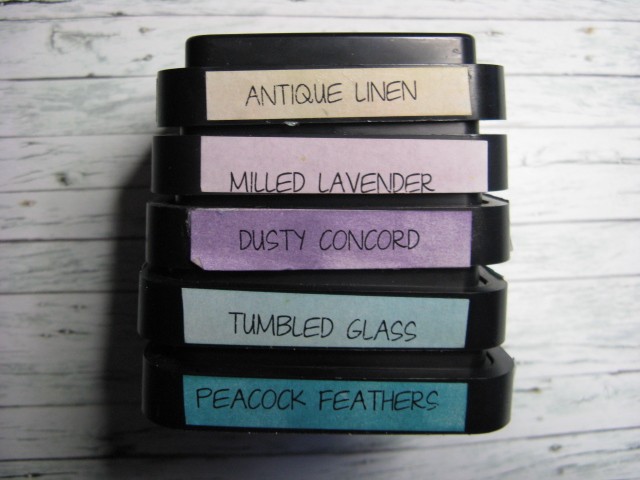 ANTIQUE LINEN
MILLED LAVENDER
DUSTY CONCORD
TUMBLED GLASS
PEACOCK FEATHERS